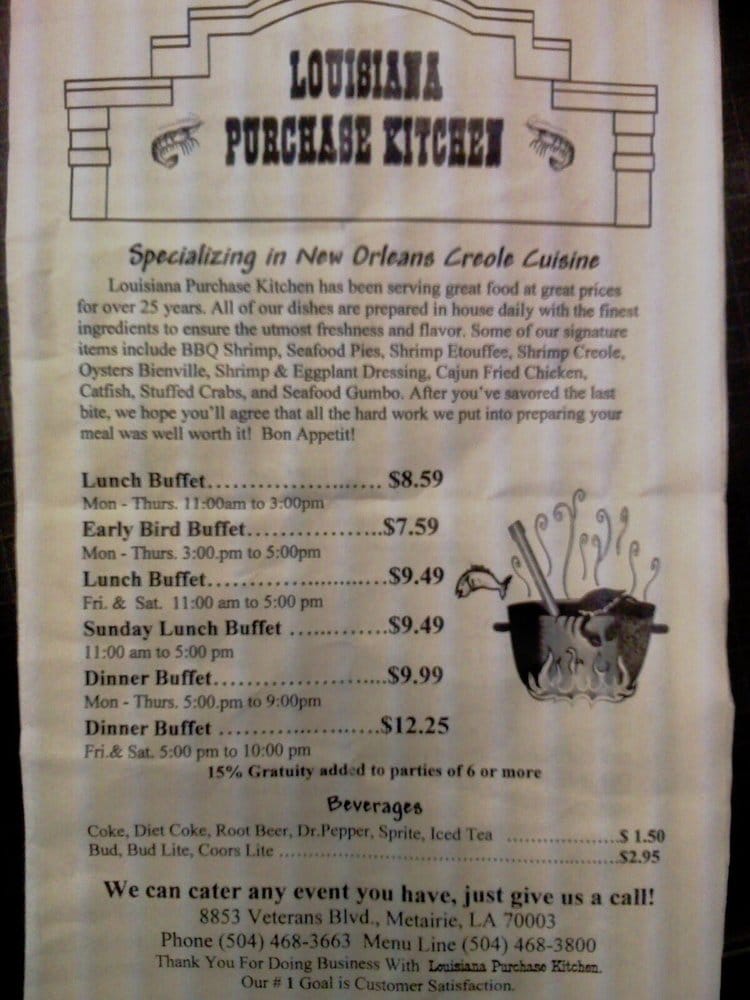 LOUISIANA
PURCHASE KITCHEN
Specializing in New Orleans Creole Cuisine
Louisiana Purchase Kitchen has been serving great food at great prices
for over 25 years. All of our dishes are prepared in house daily with the finest
ingredients to ensure the utmost freshness and flavor. Some of our signature
items include BBQ Shrimp, Seafood Pies, Shrimp Etouffee, Shrimp Creole,
Oysters Bienville, Shrimp & Eggplant Dressing, Cajun Fried Chicken,
Catfish, Stuffed Crabs, and Seafood Gumbo. After you've savored the last
bite, we hope you'll agree that all the hard work we put into preparing your
meal was well worth it! Bon Appetit!
Lunch Buffet........................ $8.59
Mon - Thurs. 11:00am to 3:00pm
Early Bird Buffet..................$7.59
Mon - Thurs. 3:00.pm to 5:00pm
Lunch Buffet........................$9.49
Fri. & Sat. 11:00 am to 5:00 pm
Sunday Lunch Buffet .............$9.49
11:00 am to 5:00 pm
Dinner Buffet.......................$9.99
Mon - Thurs. 5:00.pm to 9:00pm
Dinner Buffet ......................$12.25
Fri.& Sat. 5:00 pm to 10:00 pm
15% Gratuity added to parties of 6 or more
Beverages
Coke, Diet Coke, Root Beer, Dr.Pepper, Sprite, Iced Tea ..................$ 1.50
Bud, Bud Lite, Coors Lite ......................................................$2.95
We can cater any event you have, just give us a call!
8853 Veterans Blvd., Metairie, LA 70003
Phone (504) 468-3663 Menu Line (504) 468-3800
Thank You For Doing Business With Louisiana Purchase Kitchen.
Our # 1 Goal is Customer Satisfaction.